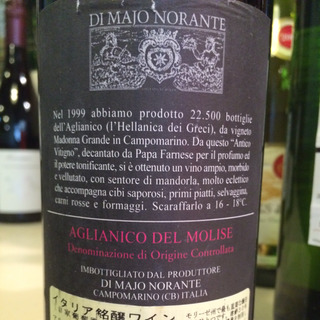 DI MAJO NORANTE
Nel 1999 abbiamo prodotto 22.500 bottiglie
dell'Aglianico (l'Hellanica dei Greci), da vigneto
Madonna Grande in Campomarino. Da questo "Antico
Vitigno", decantato da Papa Farnese per il profumo ed
il potere tonificante, si è ottenuto un vino ampio, morbido
e vellutato, con sentore di mandorla, molto eclettico
che accompagna cibi saporosi, primi piatti, selvaggina,
carni rosse e formaggi. Scaraffarlo a 16 - 18°C.
AGLIANICO DEL MOLISE
Denominazione di Origine Controllata
IMBOTTIGLIATO DAL PRODUTTORE
DI MAJO NORANTE
CAMPOMARINO (CB) ITALIA
イタリア銘醸ワイン